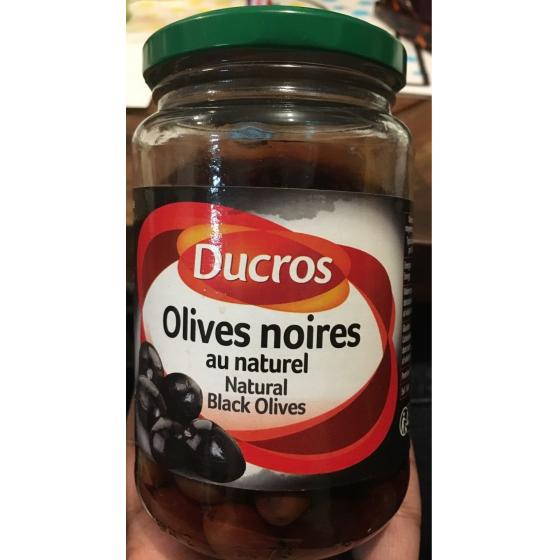 Ducros
Olives noires
au naturel
Natural
Black Olives